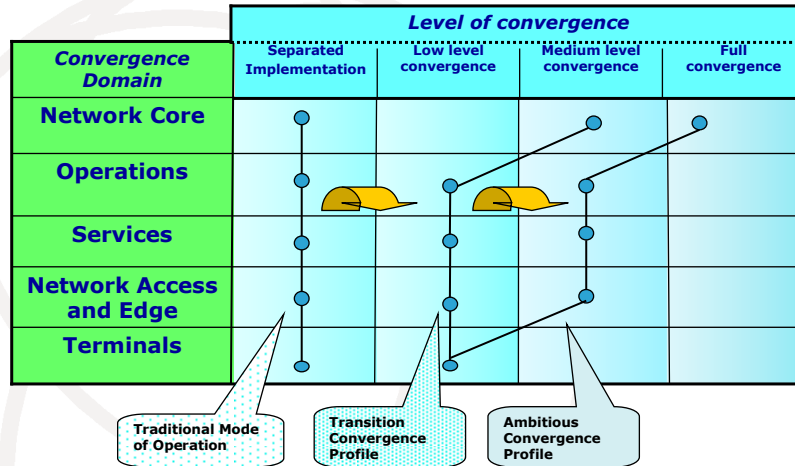 Level of convergence
Convergence
Domain
Separated
Implementation
Low level
convergence
Medium level
convergence
Full
convergence
Network Core
Operations
Services
Network Access
and Edge
Terminals
Traditional Mode
of Operation
Transition
Convergence
Profile
Ambitious
Convergence
Profile